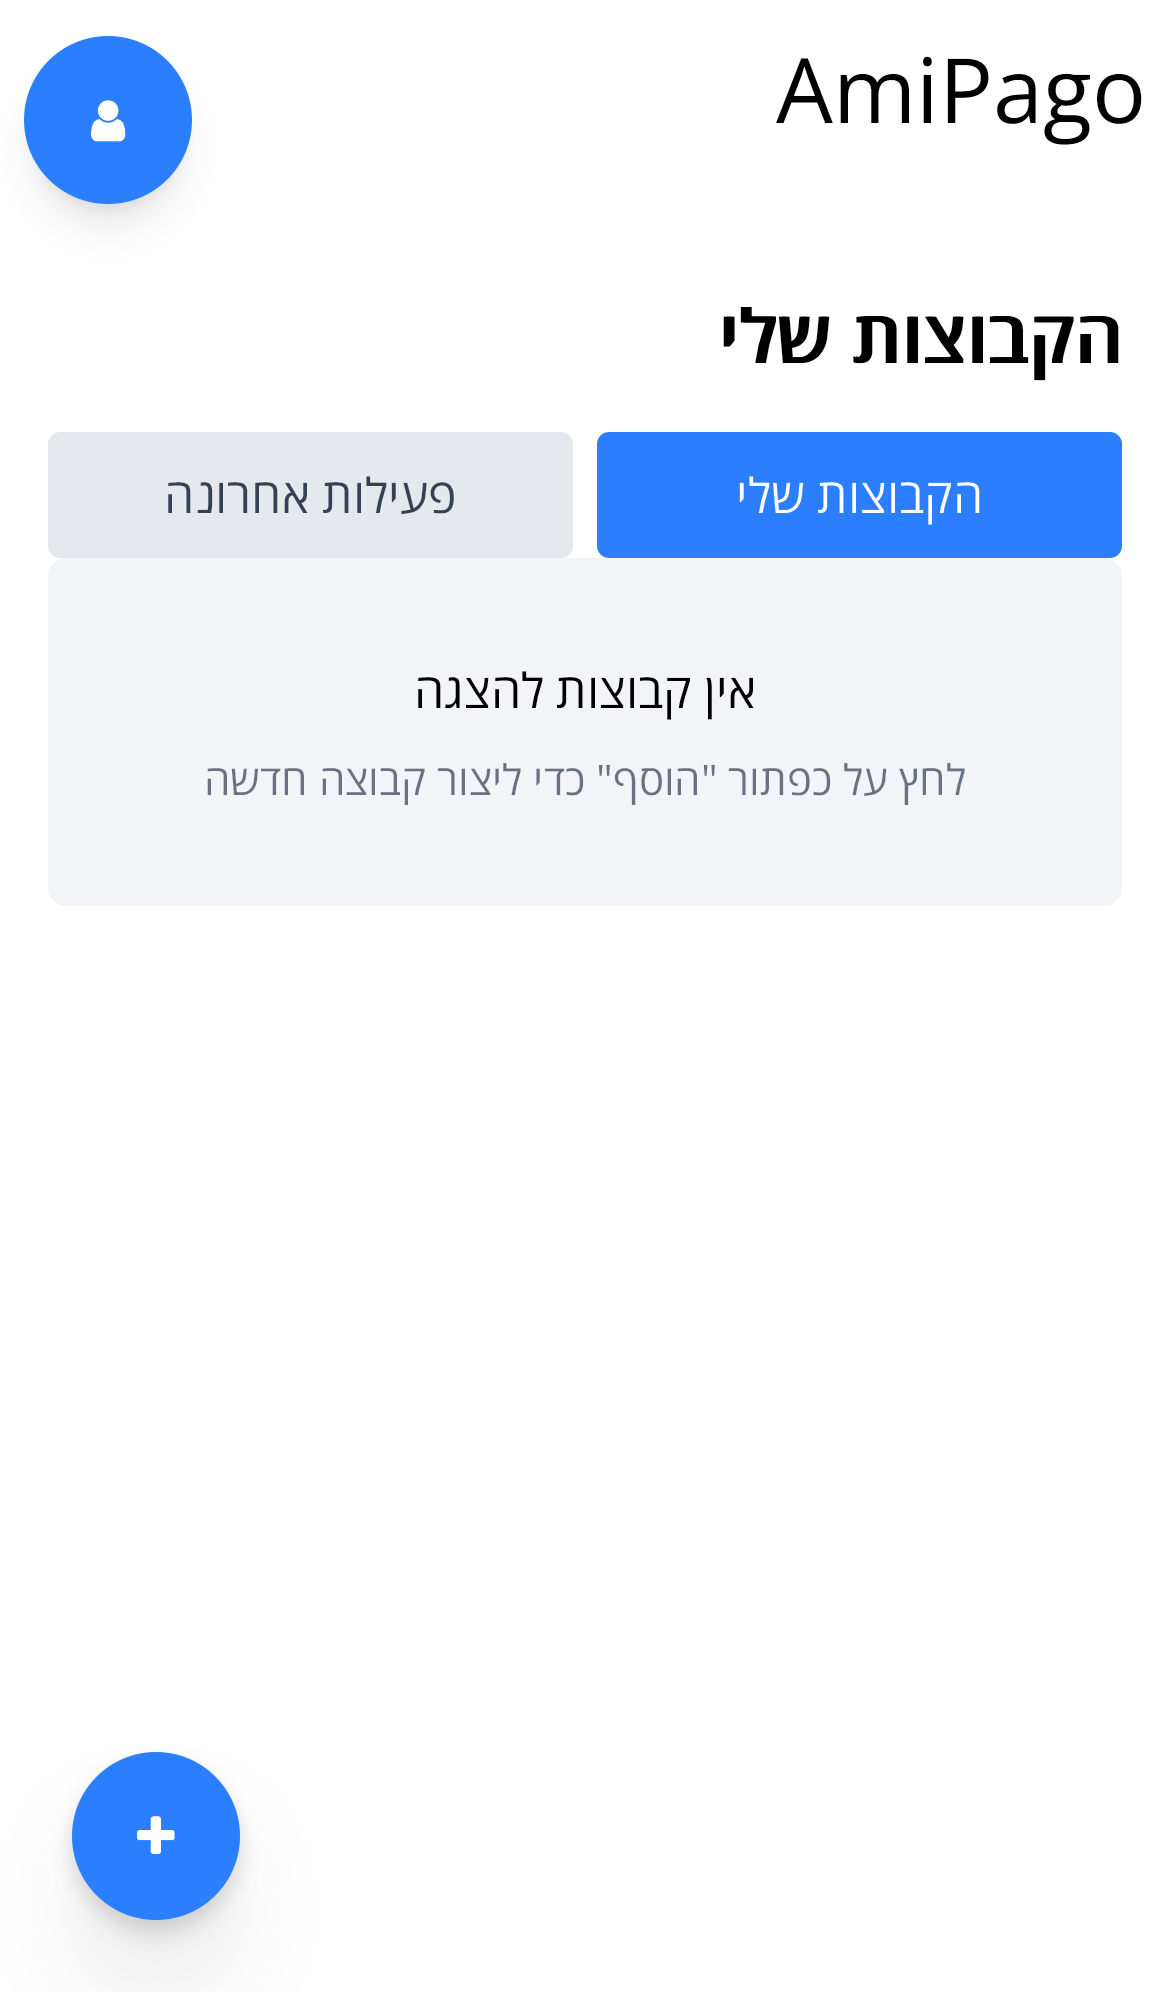 AmiPago
הקבוצות שלי
הקבוצות שלי
פעילות אחרונה
אין קבוצות להצגה
לחץ על כפתור "הוסף" כדי ליצור קבוצה חדשה